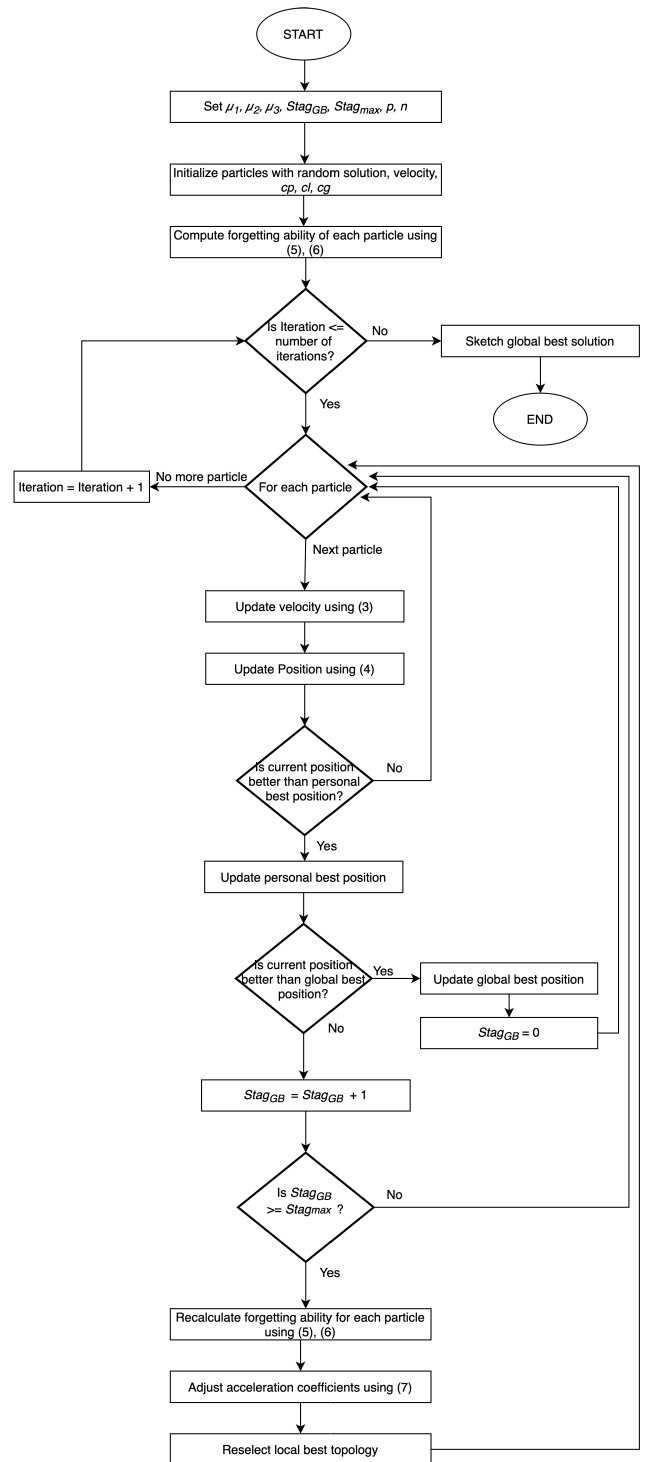 START
Set μ1, μ2, μ3, StagGB, Stagmax, p, n
Initialize particles with random solution, velocity,
cp, cl, cg
Compute forgetting ability of each particle using
(5), (6)
Is Iteration <=
number of
iterations?
No
Sketch global best solution
Yes
END
For each particle
No more particle
Iteration = Iteration + 1
Next particle
Update velocity using (3)
Update Position using (4)
Is current position
better than personal
best position?
No
Yes
Update personal best position
Is current position
better than global best
position?
Yes
Update global best position
No
StagGB = 0
StagGB = StagGB + 1
Is StagGB
>= Stagmax ?
No
Yes
Recalculate forgetting ability for each particle
using (5), (6)
Adjust acceleration coefficients using (7)
Reselect local best topology